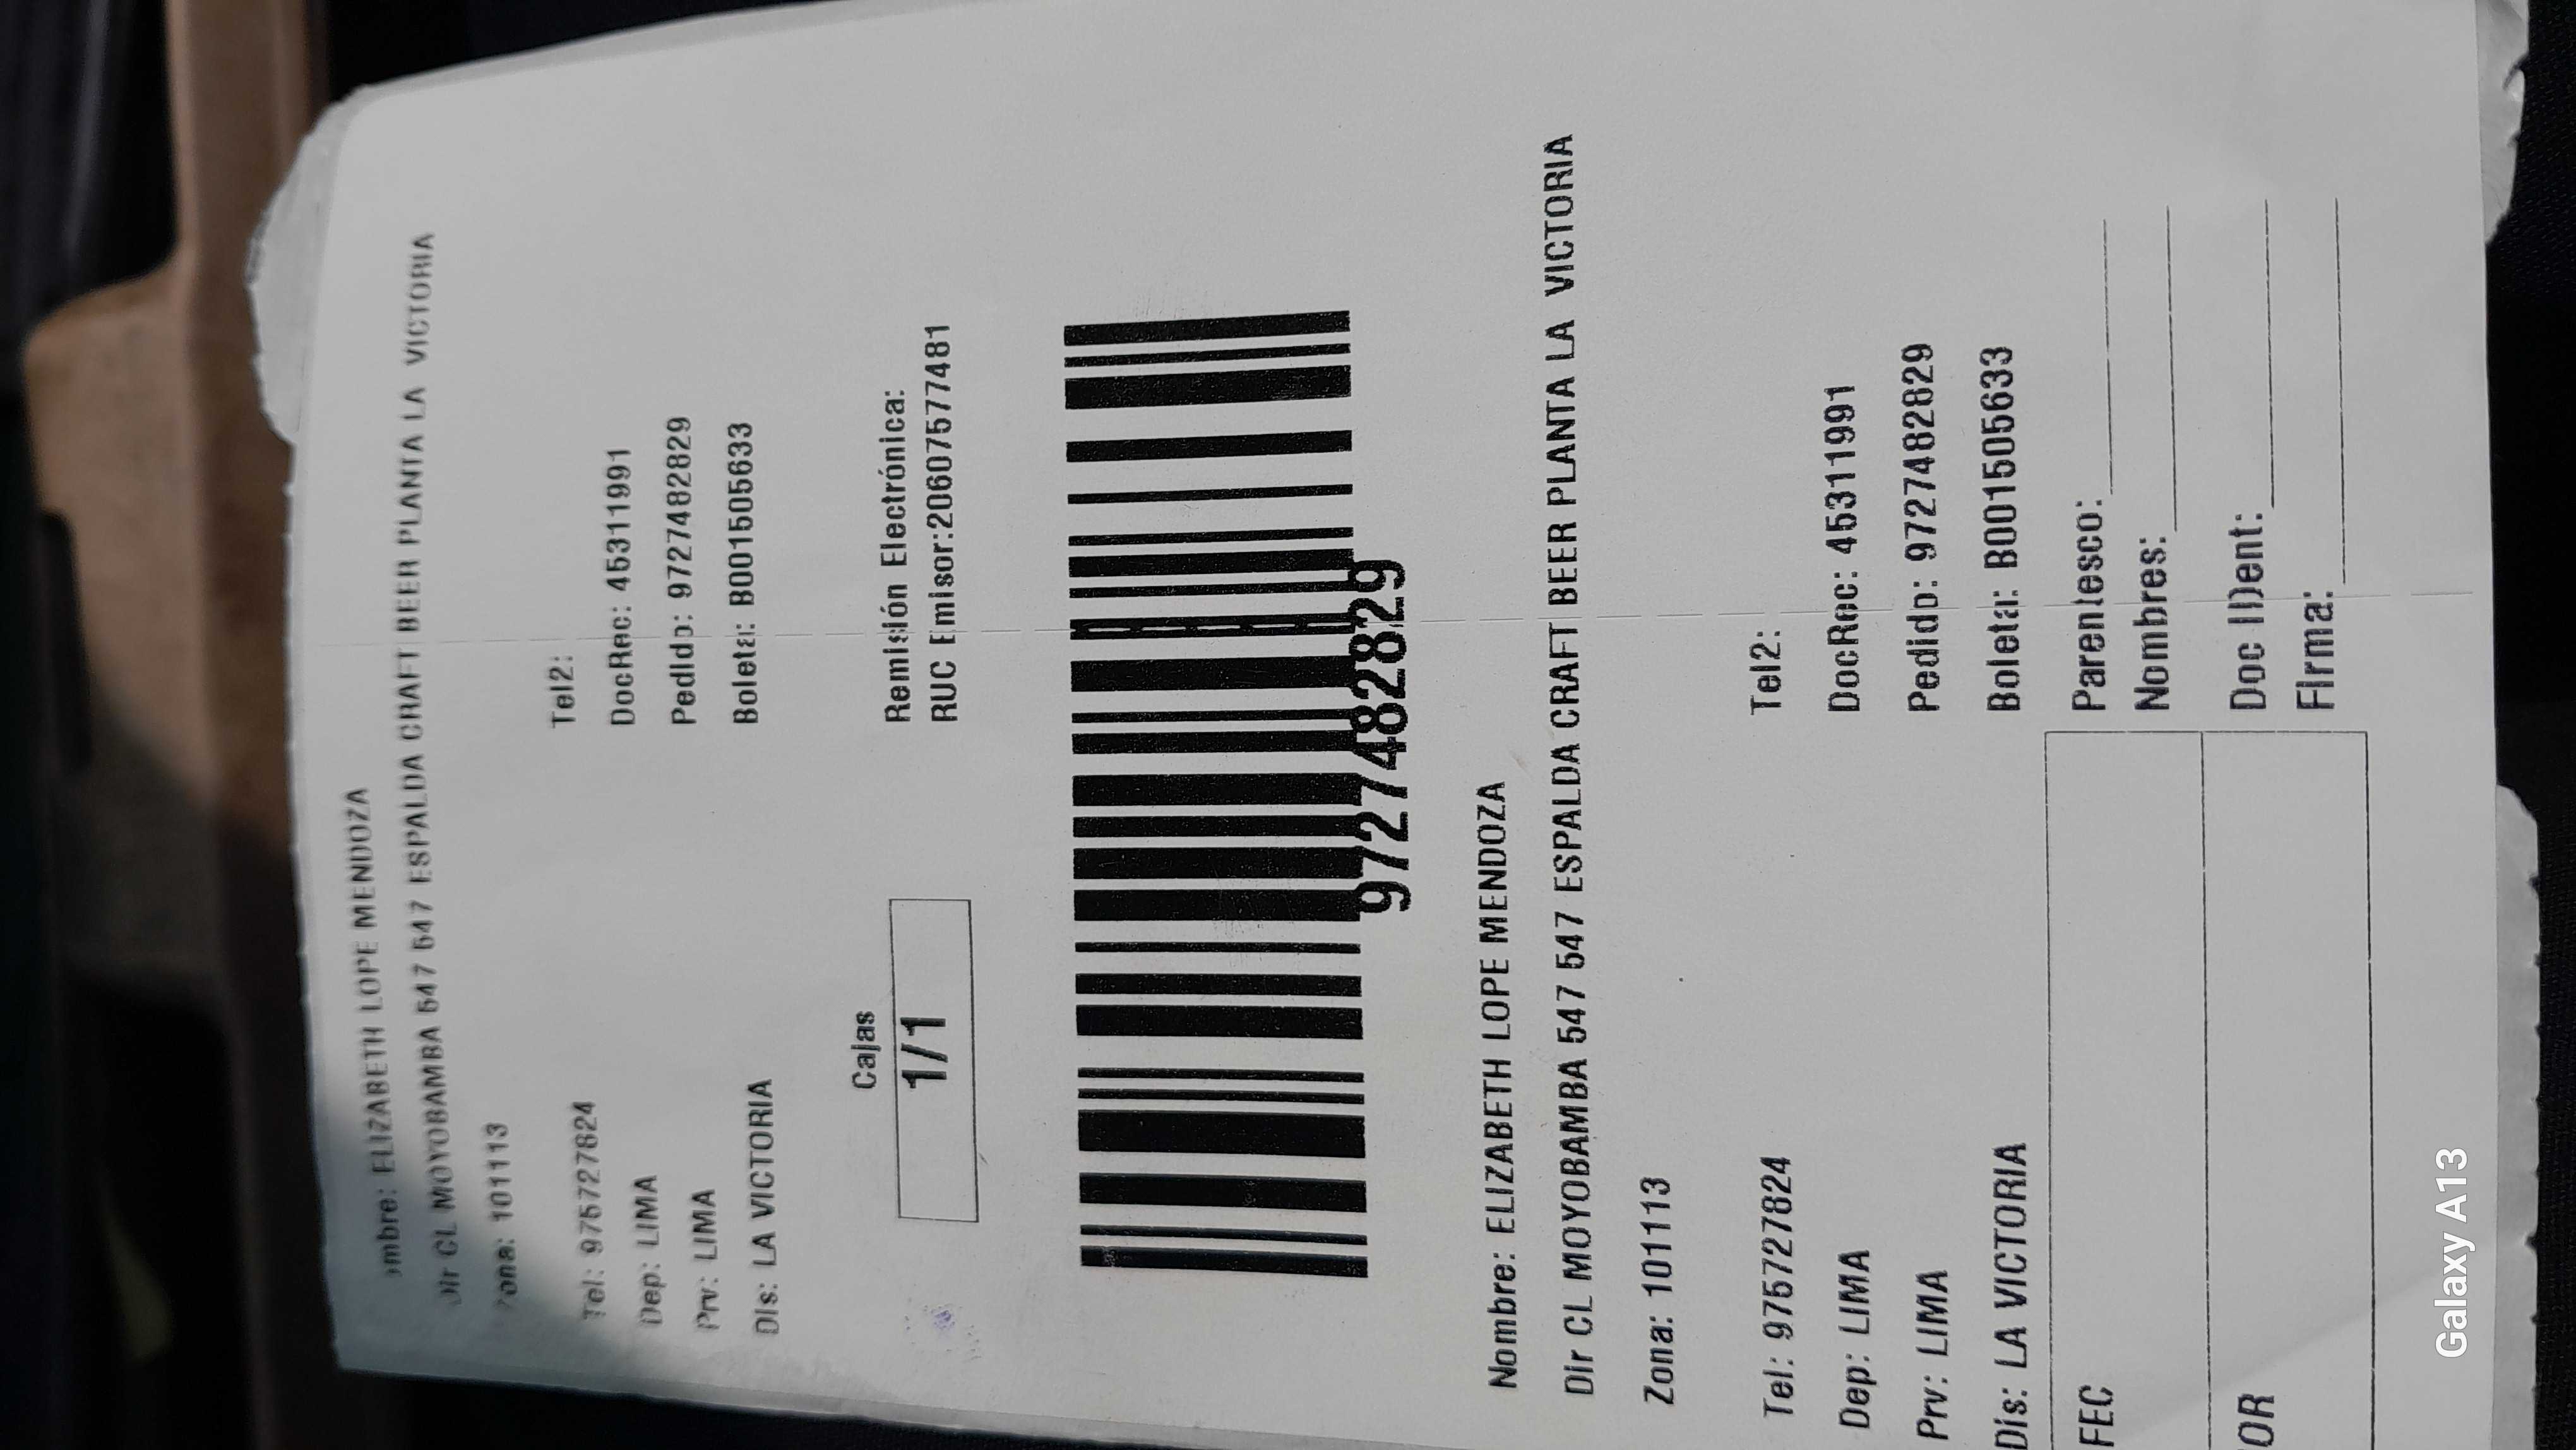 ombre: ELIZABETH LOPE MENDOZA
Dir CL MOYOBAMBA 547 547 ESPALDA CRAFT BEER PLANTA LA VICTORIA
Zona: 101113
Tel: 975727824 Tel2:
Dep: LIMA DocRec: 45311991
Prv: LIMA Pedido: 9727482829
Dis: LA VICTORIA Boleta: B001505633
Cajas Remisión Electrónica:
1/1 RUC Emisor:20607577481
9727482829
Nombre: ELIZABETH LOPE MENDOZA
Dir CL MOYOBAMBA 547 547 ESPALDA CRAFT BEER PLANTA LA VICTORIA
Zona: 101113
Tel: 975727824 Tel2:
Dep: LIMA DocRec: 45311991
Prv: LIMA Pedido: 9727482829
Dis: LA VICTORIA Boleta: B001505633
FEC Parentesco:
Nombres:
OR Doc IDent:
Firma:
Galaxy A13